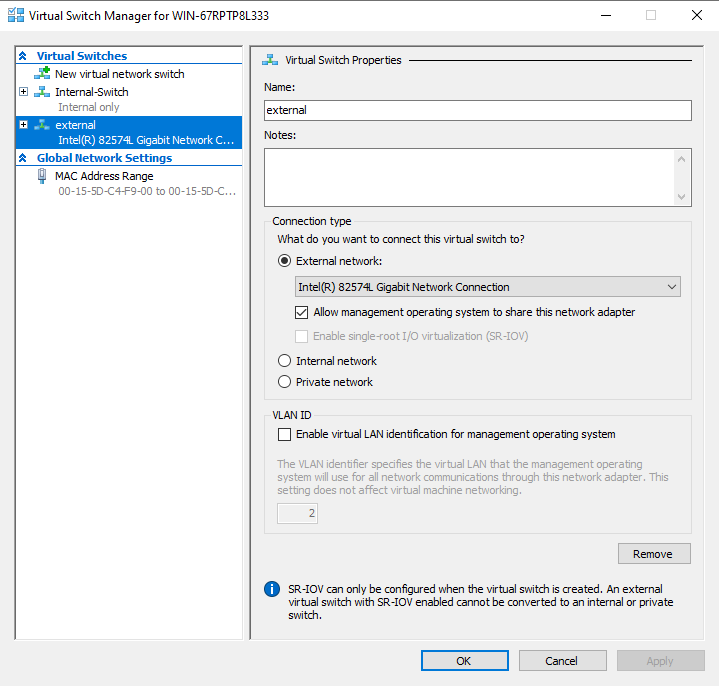 Virtual Switch Manager for WIN-67RPTP8L333
Virtual Switches
New virtual network switch
Internal-Switch
Internal only
external
Intel(R) 82574L Gigabit Network C...
Global Network Settings
MAC Address Range
00-15-5D-C4-F9-00 to 00-15-5D-C...
Virtual Switch Properties
Name:
external
Notes:
Connection type
What do you want to connect this virtual switch to?
External network:
Intel(R) 82574L Gigabit Network Connection
Allow management operating system to share this network adapter
Enable single-root I/O virtualization (SR-IOV)
Internal network
Private network
VLAN ID
Enable virtual LAN identification for management operating system
The VLAN identifier specifies the virtual LAN that the management operating
system will use for all network communications through this network adapter. This
setting does not affect virtual machine networking.
2
Remove
SR-IOV can only be configured when the virtual switch is created. An external
virtual switch with SR-IOV enabled cannot be converted to an internal or private
switch.
OK
Cancel
Apply